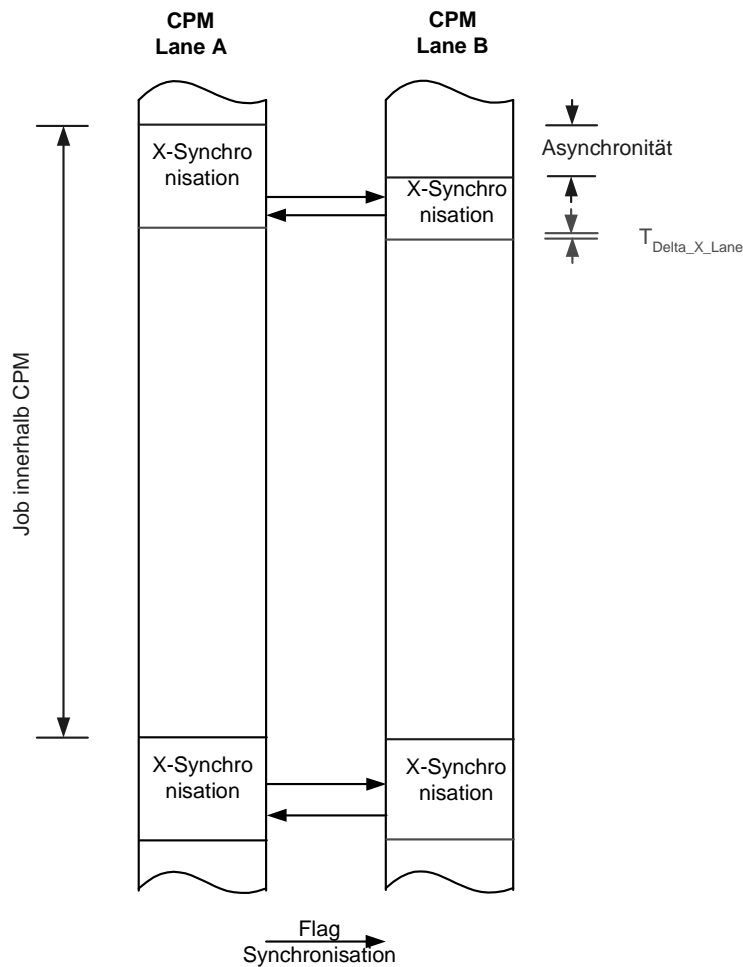 CPM
Lane A
CPM
Lane B
X-Synchro
nisation
X-Synchro
nisation
Asynchronität
T Delta_X_Lane
Job innerhalb CPM
X-Synchro
nisation
X-Synchro
nisation
Flag
Synchronisation